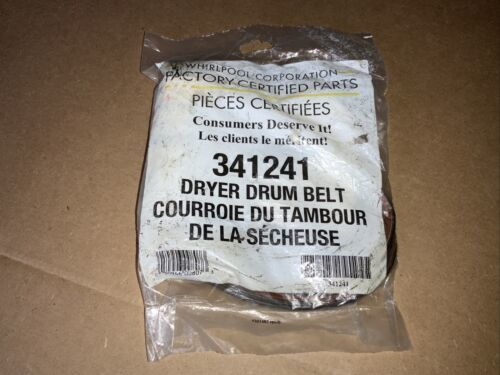 WHIRLPOOL CORPORATION
FACTORY CERTIFIED PARTS
PIÈCES CERTIFIÉES
Consumers Deserve It!
Les clients le méritent!
341241
DRYER DRUM BELT
COURROIE DU TAMBOUR
DE LA SÉCHEUSE
341241